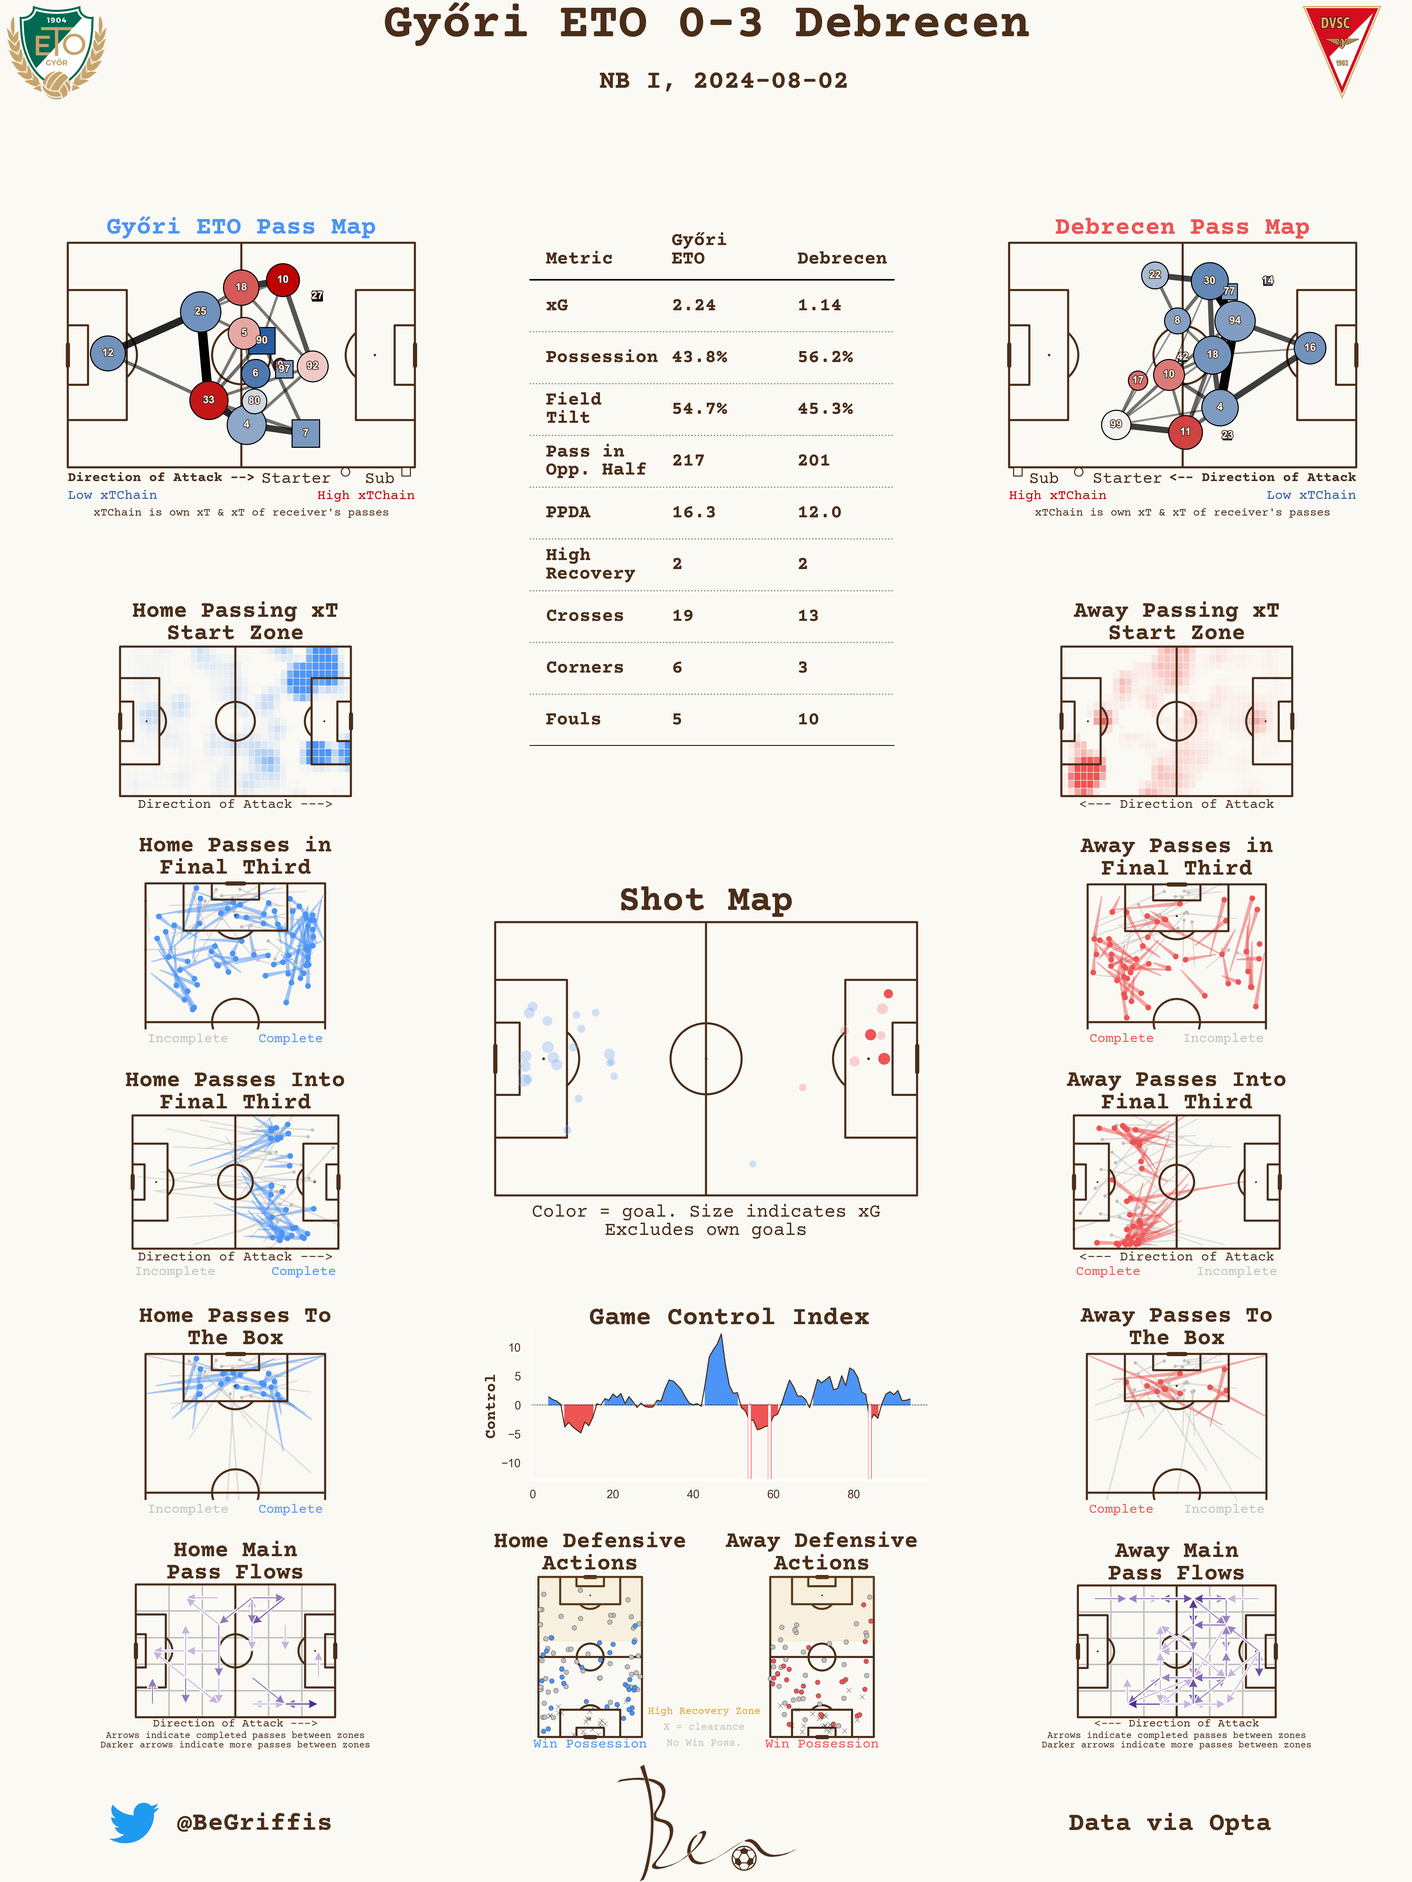 Győri ETO 0-3 Debrecen
NB I, 2024-08-02
1904
ETO
GYŐR
DVSC
1902
Győri ETO Pass Map
12
25
33
18
10
27
5
90
6
97
92
80
4
7
Direction of Attack --> Starter Sub
Low xTChain High xTChain
xTChain is own xT & xT of receiver's passes
Metric Győri ETO Debrecen
xG 2.24 1.14
Possession 43.8% 56.2%
Field Tilt 54.7% 45.3%
Pass in Opp. Half 217 201
PPDA 16.3 12.0
High Recovery 2 2
Crosses 19 13
Corners 6 3
Fouls 5 10
Debrecen Pass Map
22
30
77
14
8
94
42
18
16
17
10
4
99
11
23
Sub Starter <-- Direction of Attack
High xTChain Low xTChain
xTChain is own xT & xT of receiver's passes
Home Passing xT
Start Zone
Direction of Attack --->
Away Passing xT
Start Zone
<--- Direction of Attack
Home Passes in
Final Third
Incomplete Complete
Away Passes in
Final Third
Complete Incomplete
Shot Map
Color = goal. Size indicates xG
Excludes own goals
Home Passes Into
Final Third
Direction of Attack --->
Incomplete Complete
Away Passes Into
Final Third
<--- Direction of Attack
Complete Incomplete
Home Passes To
The Box
Incomplete Complete
Game Control Index
Control
10
5
0
−5
−10
0 20 40 60 80
Away Passes To
The Box
Complete Incomplete
Home Main
Pass Flows
Direction of Attack --->
Arrows indicate completed passes between zones
Darker arrows indicate more passes between zones
Home Defensive
Actions
Win Possession
High Recovery Zone
X = clearance
No Win Poss.
Away Defensive
Actions
Win Possession
Away Main
Pass Flows
<--- Direction of Attack
Arrows indicate completed passes between zones
Darker arrows indicate more passes between zones
@BeGriffis
Ben
Data via Opta